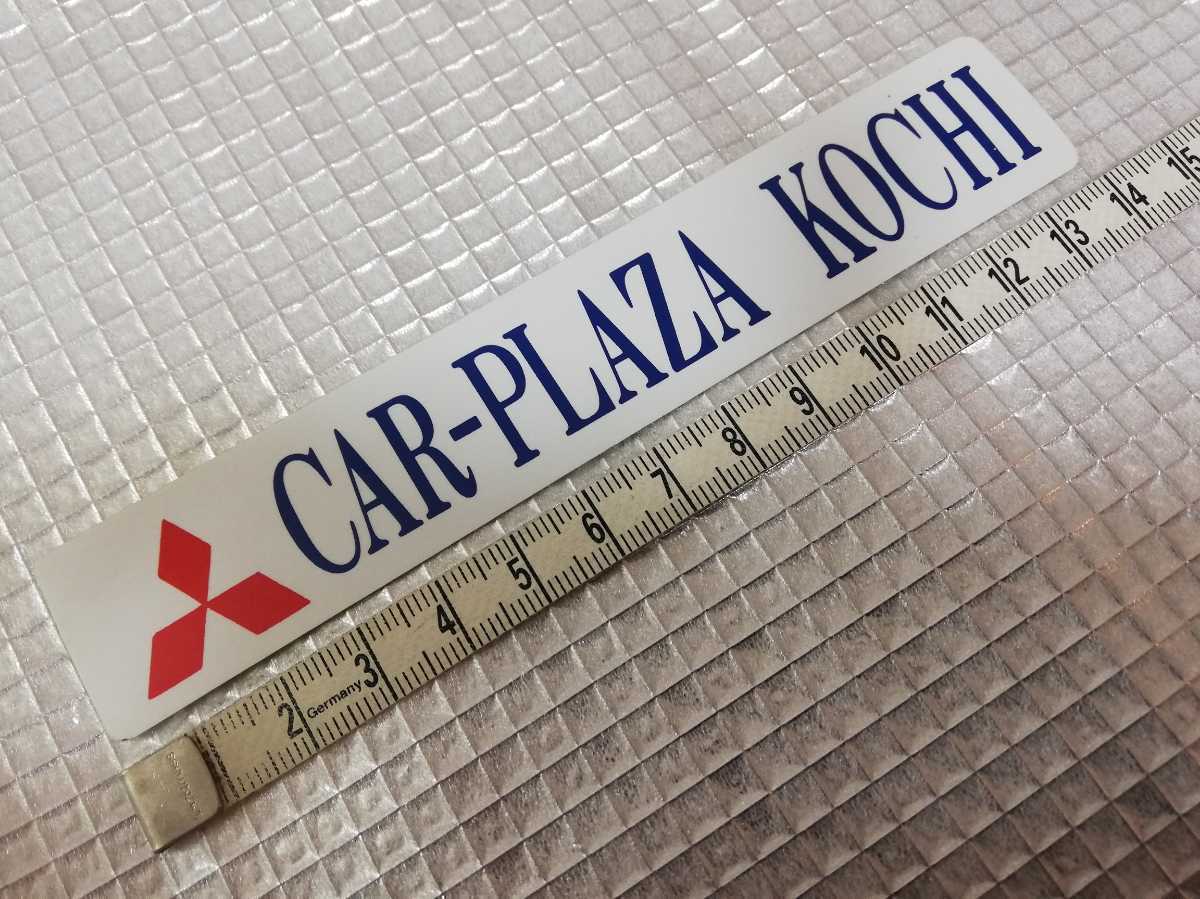 CAR-PLAZA KOCHI
2 3 4 5 6 7 8 9 10 11 12 13 14 15
Germany